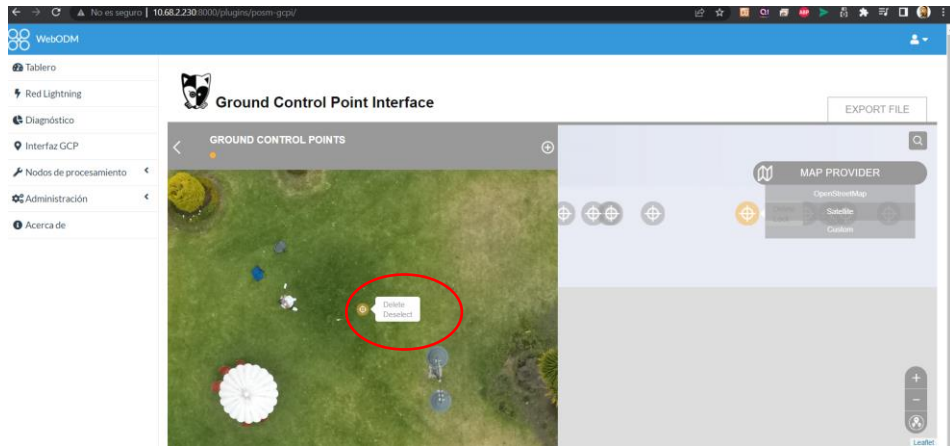 No es seguro | 10.68.2.230:8000/plugins/posm-gcpi/
WebODM
Tablero
Red Lightning
Diagnóstico
Interfaz GCP
Nodos de procesamiento
Administración
Acerca de
Ground Control Point Interface
EXPORT FILE
GROUND CONTROL POINTS
Delete
Deselect
MAP PROVIDER
OpenStreetMap
Satellite
Custom
Leaflet